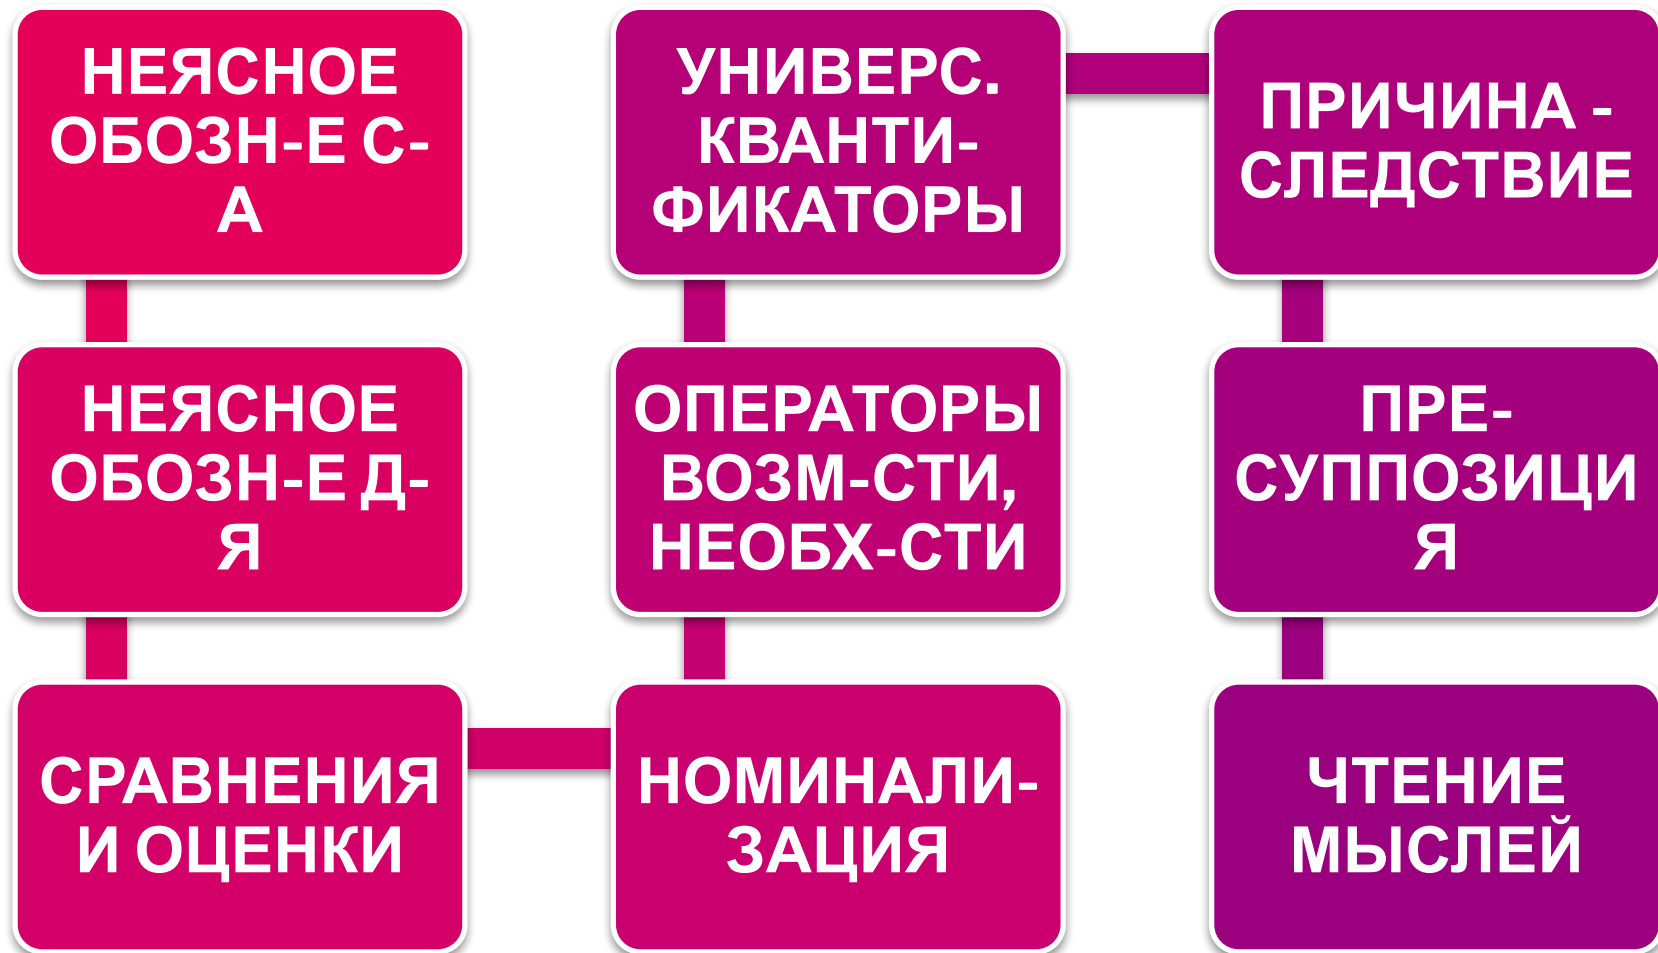 НЕЯСНОЕ
ОБОЗН-Е С-
А
НЕЯСНОЕ
ОБОЗН-Е Д-
Я
СРАВНЕНИЯ
И ОЦЕНКИ
НОМИНАЛИ-
ЗАЦИЯ
ОПЕРАТОРЫ
ВОЗМ-СТИ,
НЕОБХ-СТИ
УНИВЕРС.
КВАНТИ-
ФИКАТОРЫ
ПРИЧИНА -
СЛЕДСТВИЕ
ПРЕ-
СУППОЗИЦИ
Я
ЧТЕНИЕ
МЫСЛЕЙ